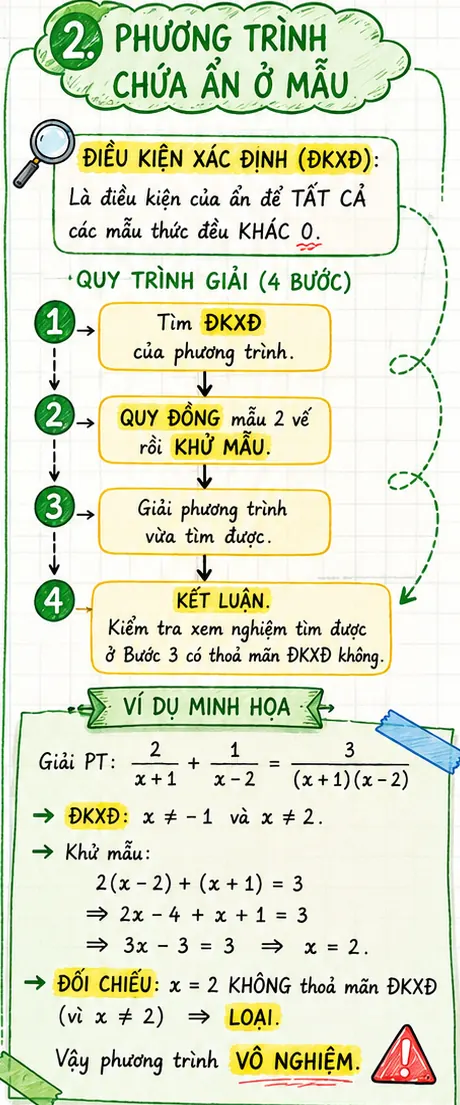 2. PHƯƠNG TRÌNH
CHỨA ẨN Ở MẪU
ĐIỀU KIỆN XÁC ĐỊNH (ĐKXĐ):
Là điều kiện của ẩn để TẤT CẢ
các mẫu thức đều KHÁC 0.
QUY TRÌNH GIẢI (4 BƯỚC)
1
Tìm ĐKXĐ
của phương trình.
2
QUY ĐỒNG mẫu 2 vế
rồi KHỬ MẪU.
3
Giải phương trình
vừa tìm được.
4
KẾT LUẬN.
Kiểm tra xem nghiệm tìm được
ở Bước 3 có thoả mãn ĐKXĐ không.
VÍ DỤ MINH HỌA
Giải PT: 2/(x+1) + 1/(x−2) = 3/((x+1)(x−2))
→ ĐKXĐ: x ≠ −1 và x ≠ 2.
→ Khử mẫu:
2(x − 2) + (x + 1) = 3
⇒ 2x − 4 + x + 1 = 3
⇒ 3x − 3 = 3 ⇒ x = 2.
→ ĐỐI CHIẾU: x = 2 KHÔNG thoả mãn ĐKXĐ
(vì x ≠ 2) ⇒ LOẠI.
Vậy phương trình VÔ NGHIỆM.